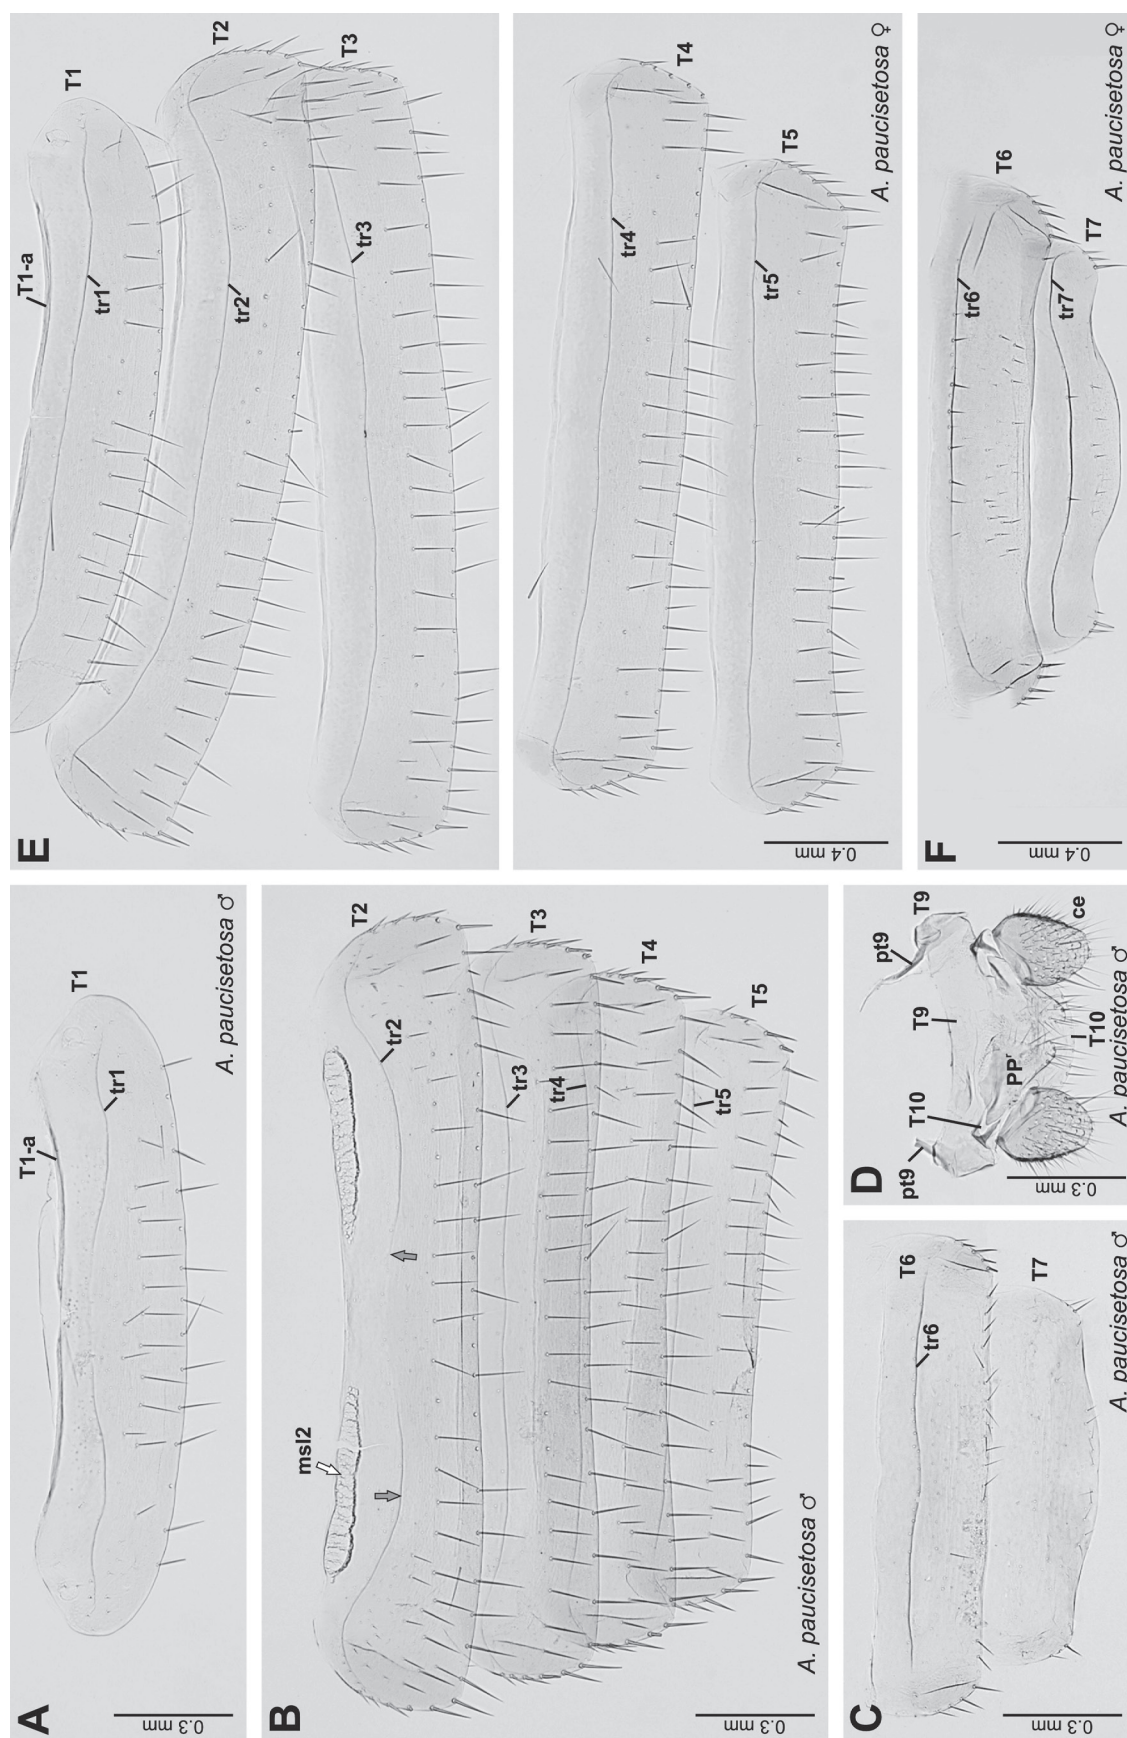 A
T1-a
T1
tr1
0.3 mm
A. paucisetosa ♂
B
msl2
T2
tr2
T3
tr3
tr4
T4
tr5
T5
0.3 mm
A. paucisetosa ♂
C
T6
tr6
T7
0.3 mm
A. paucisetosa ♂
D
pt9
pt9
T9
T9
T10
PPr
T10
ce
0.3 mm
A. paucisetosa ♂
E
T1-a
T1
T2
T3
tr1
tr2
tr3
T4
tr4
T5
tr5
0.4 mm
A. paucisetosa ♀
F
T6
tr6
T7
tr7
0.4 mm
A. paucisetosa ♀